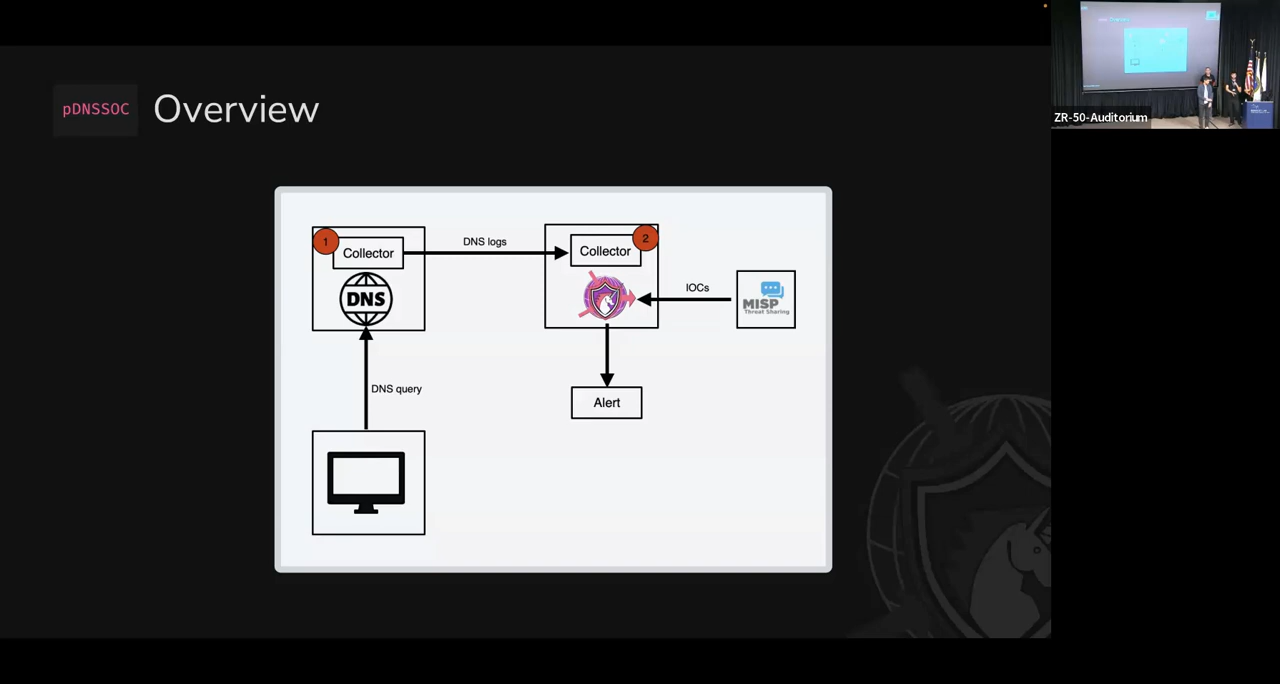 pDNSSOC Overview
1
Collector
DNS
DNS logs
Collector
2
IOCs
MISP
Threat Sharing
DNS query
Alert
ZR-50-Auditorium